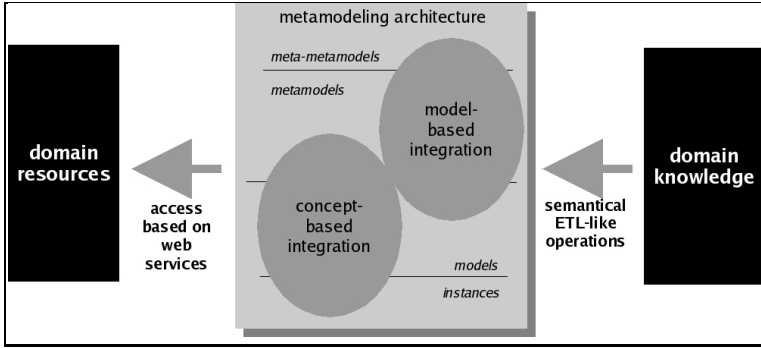 metamodeling architecture
meta-metamodels
metamodels
model-
based
integration
domain
resources
access
based on
web
services
concept-
based
integration
models
instances
semantical
ETL-like
operations
domain
knowledge